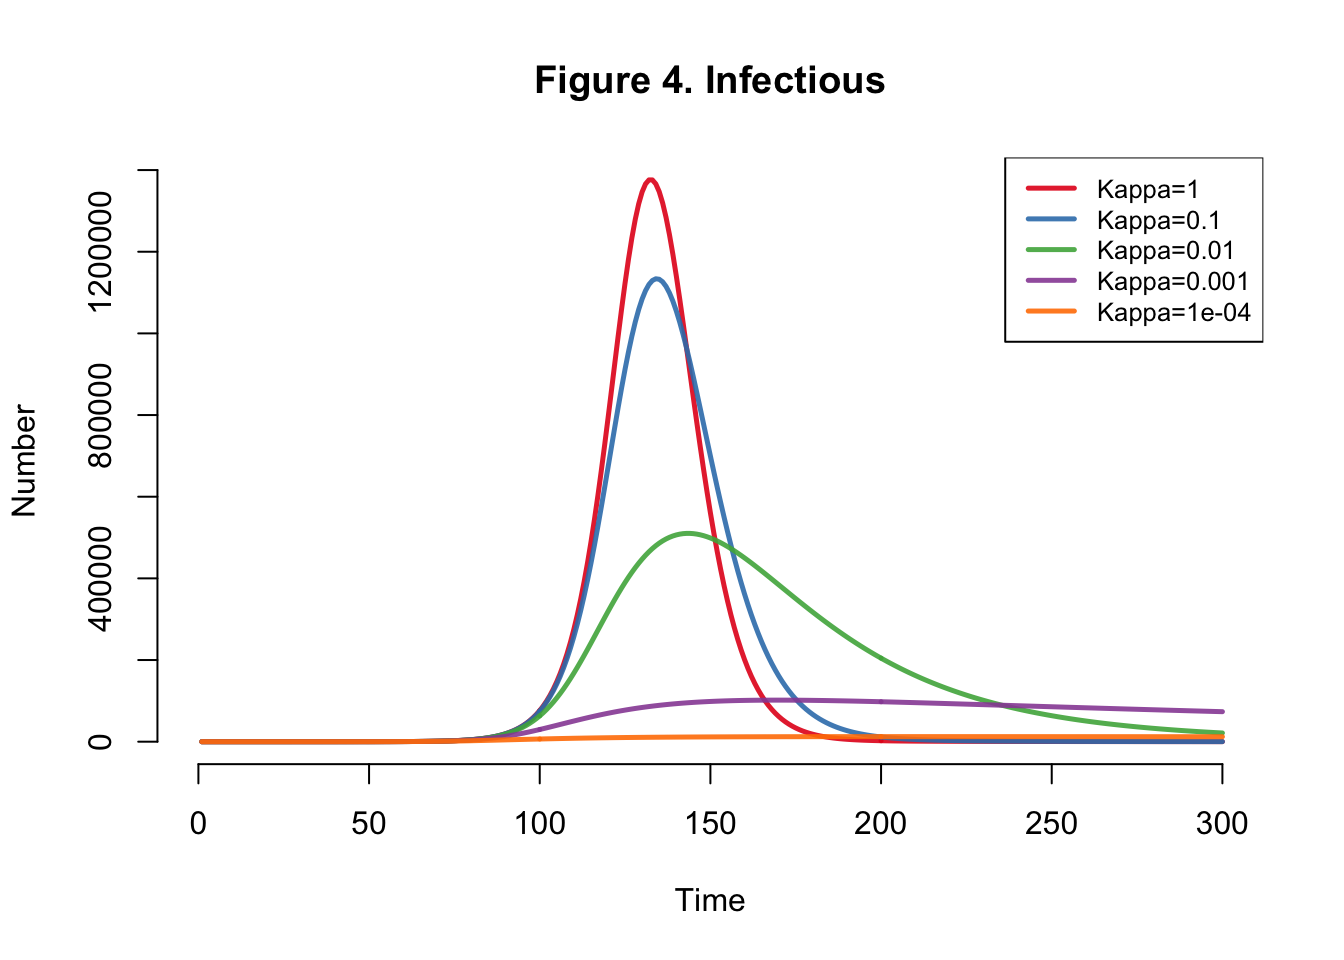 Figure 4. Infectious
Kappa=1
Kappa=0.1
Kappa=0.01
Kappa=0.001
Kappa=1e-04
Number
1200000
800000
400000
0
0 50 100 150 200 250 300
Time